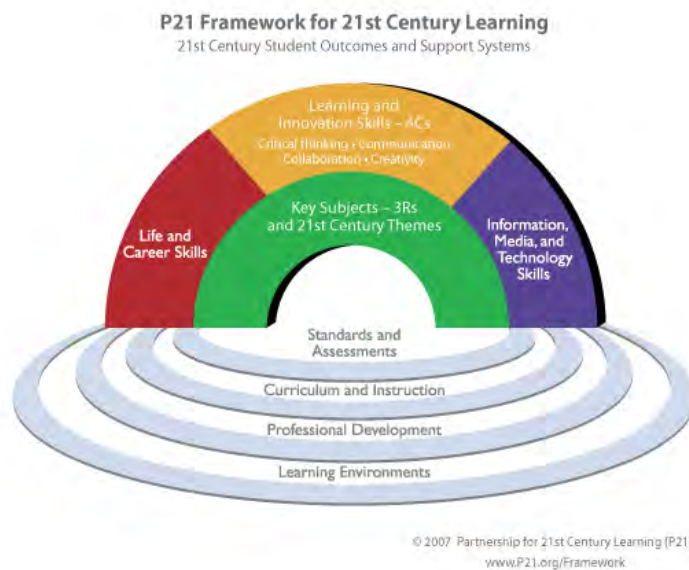 P21 Framework for 21st Century Learning
21st Century Student Outcomes and Support Systems
Learning and
Innovation Skills – 4Cs
Critical thinking • Communication
Collaboration • Creativity
Key Subjects – 3Rs
and 21st Century Themes
Life and
Career Skills
Information,
Media, and
Technology
Skills
Standards and
Assessments
Curriculum and Instruction
Professional Development
Learning Environments
© 2007 Partnership for 21st Century Learning (P21
www.P21.org/Framework